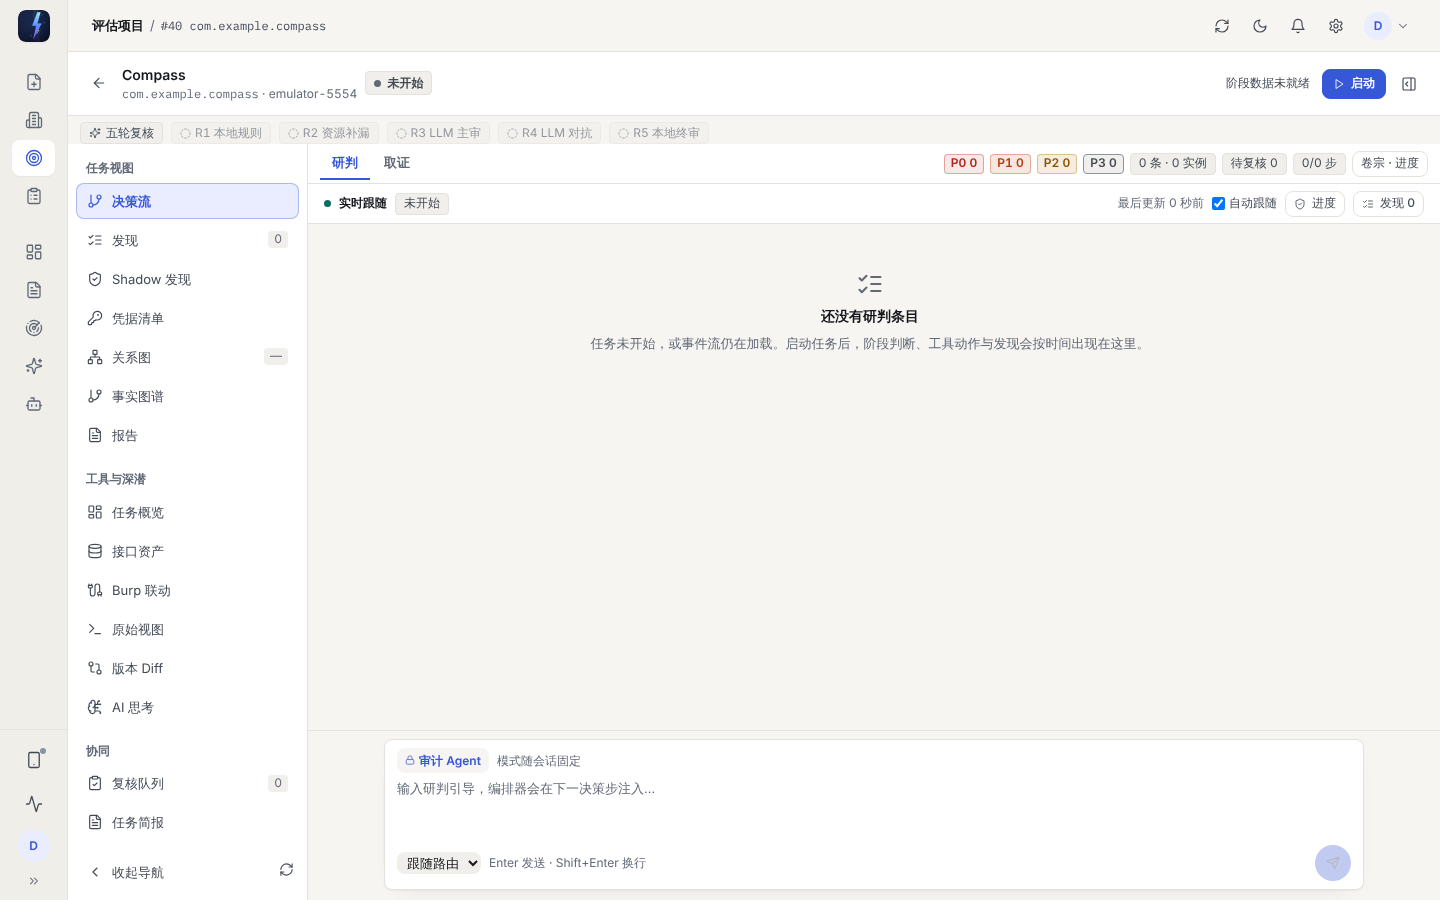 评估项目 / #40 com.example.compass
D
Compass
com.example.compass · emulator-5554
未开始
阶段数据未就绪
启动
五轮复核
R1 本地规则
R2 资源补漏
R3 LLM 主审
R4 LLM 对抗
R5 本地终审
任务视图
决策流
发现 0
Shadow 发现
凭据清单
关系图 —
事实图谱
报告
工具与深潜
任务概览
接口资产
Burp 联动
原始视图
版本 Diff
AI 思考
协同
复核队列 0
任务简报
收起导航
D
研判
取证
P0 0
P1 0
P2 0
P3 0
0 条 · 0 实例
待复核 0
0/0 步
卷宗 · 进度
实时跟随
未开始
最后更新 0 秒前
自动跟随
进度
发现 0
还没有研判条目
任务未开始，或事件流仍在加载。启动任务后，阶段判断、工具动作与发现会按时间出现在这里。
审计 Agent
模式随会话固定
输入研判引导，编排器会在下一决策步注入...
跟随路由
Enter 发送 · Shift+Enter 换行